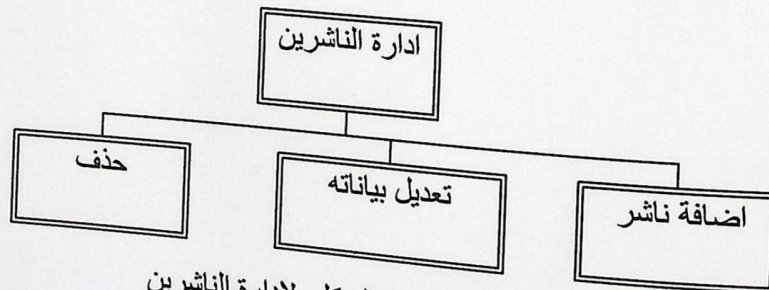 ادارة الناشرين
اضافة ناشر
تعديل بياناته
حذف
لادارة الناشرين